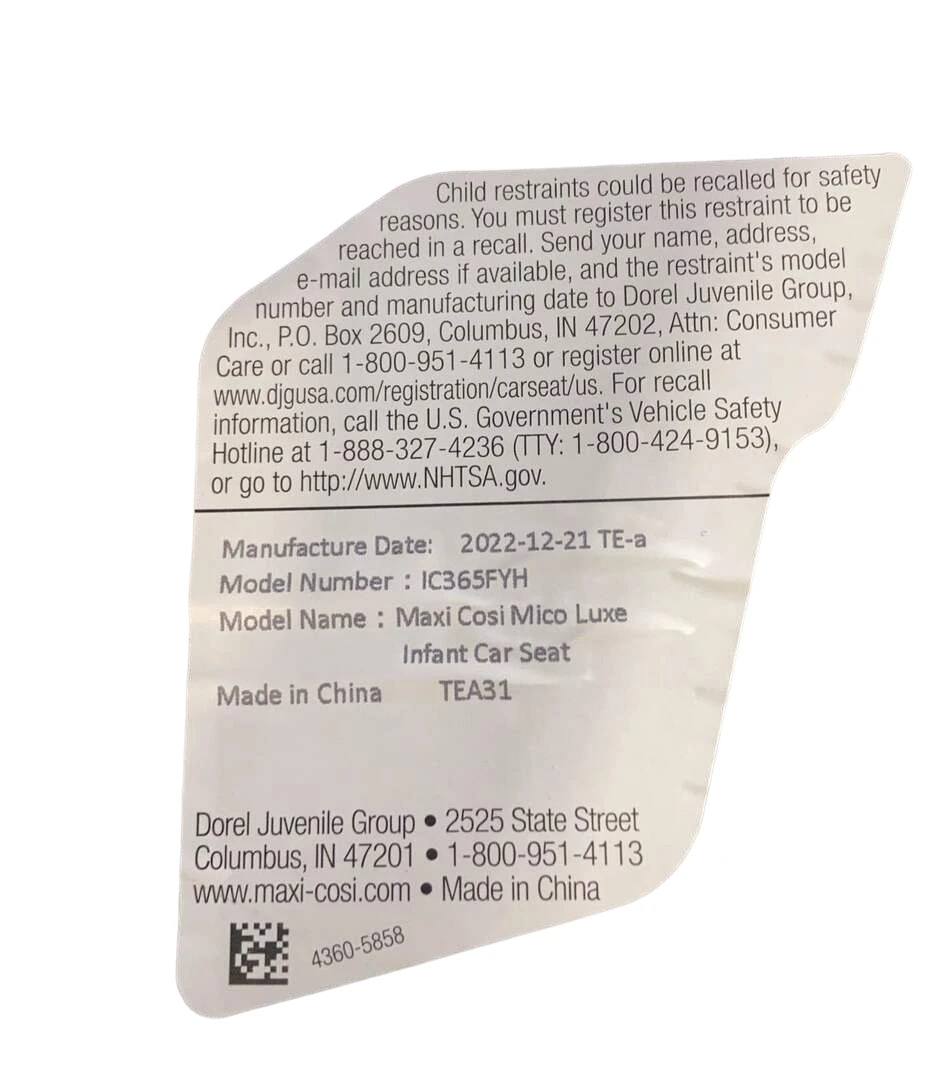 Child restraints could be recalled for safety
reasons. You must register this restraint to be
reached in a recall. Send your name, address,
e-mail address if available, and the restraint's model
number and manufacturing date to Dorel Juvenile Group,
Inc., P.O. Box 2609, Columbus, IN 47202, Attn: Consumer
Care or call 1-800-951-4113 or register online at
www.djgusa.com/registration/carseat/us. For recall
information, call the U.S. Government's Vehicle Safety
Hotline at 1-888-327-4236 (TTY: 1-800-424-9153),
or go to http://www.NHTSA.gov.
Manufacture Date: 2022-12-21 TE-a
Model Number : IC365FYH
Model Name : Maxi Cosi Mico Luxe
Infant Car Seat
Made in China TEA31
Dorel Juvenile Group • 2525 State Street
Columbus, IN 47201 • 1-800-951-4113
www.maxi-cosi.com • Made in China
4360-5858